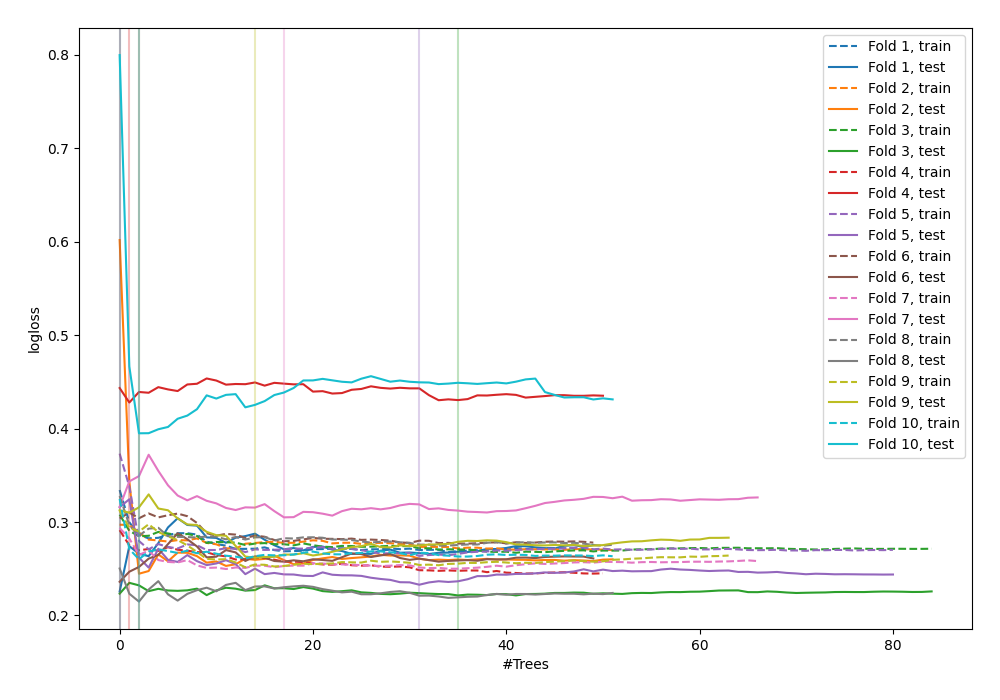 0.8
0.7
0.6
0.5
0.4
0.3
0.2
logloss
0
20
40
60
80
#Trees
Fold 1, train
Fold 1, test
Fold 2, train
Fold 2, test
Fold 3, train
Fold 3, test
Fold 4, train
Fold 4, test
Fold 5, train
Fold 5, test
Fold 6, train
Fold 6, test
Fold 7, train
Fold 7, test
Fold 8, train
Fold 8, test
Fold 9, train
Fold 9, test
Fold 10, train
Fold 10, test